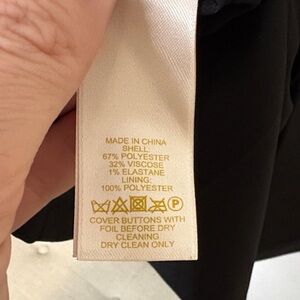 MADE IN CHINA
SHELL:
67% POLYESTER
32% VISCOSE
1% ELASTANE
LINING:
100% POLYESTER
P
COVER BUTTONS WITH
FOIL BEFORE DRY
CLEANING
DRY CLEAN ONLY